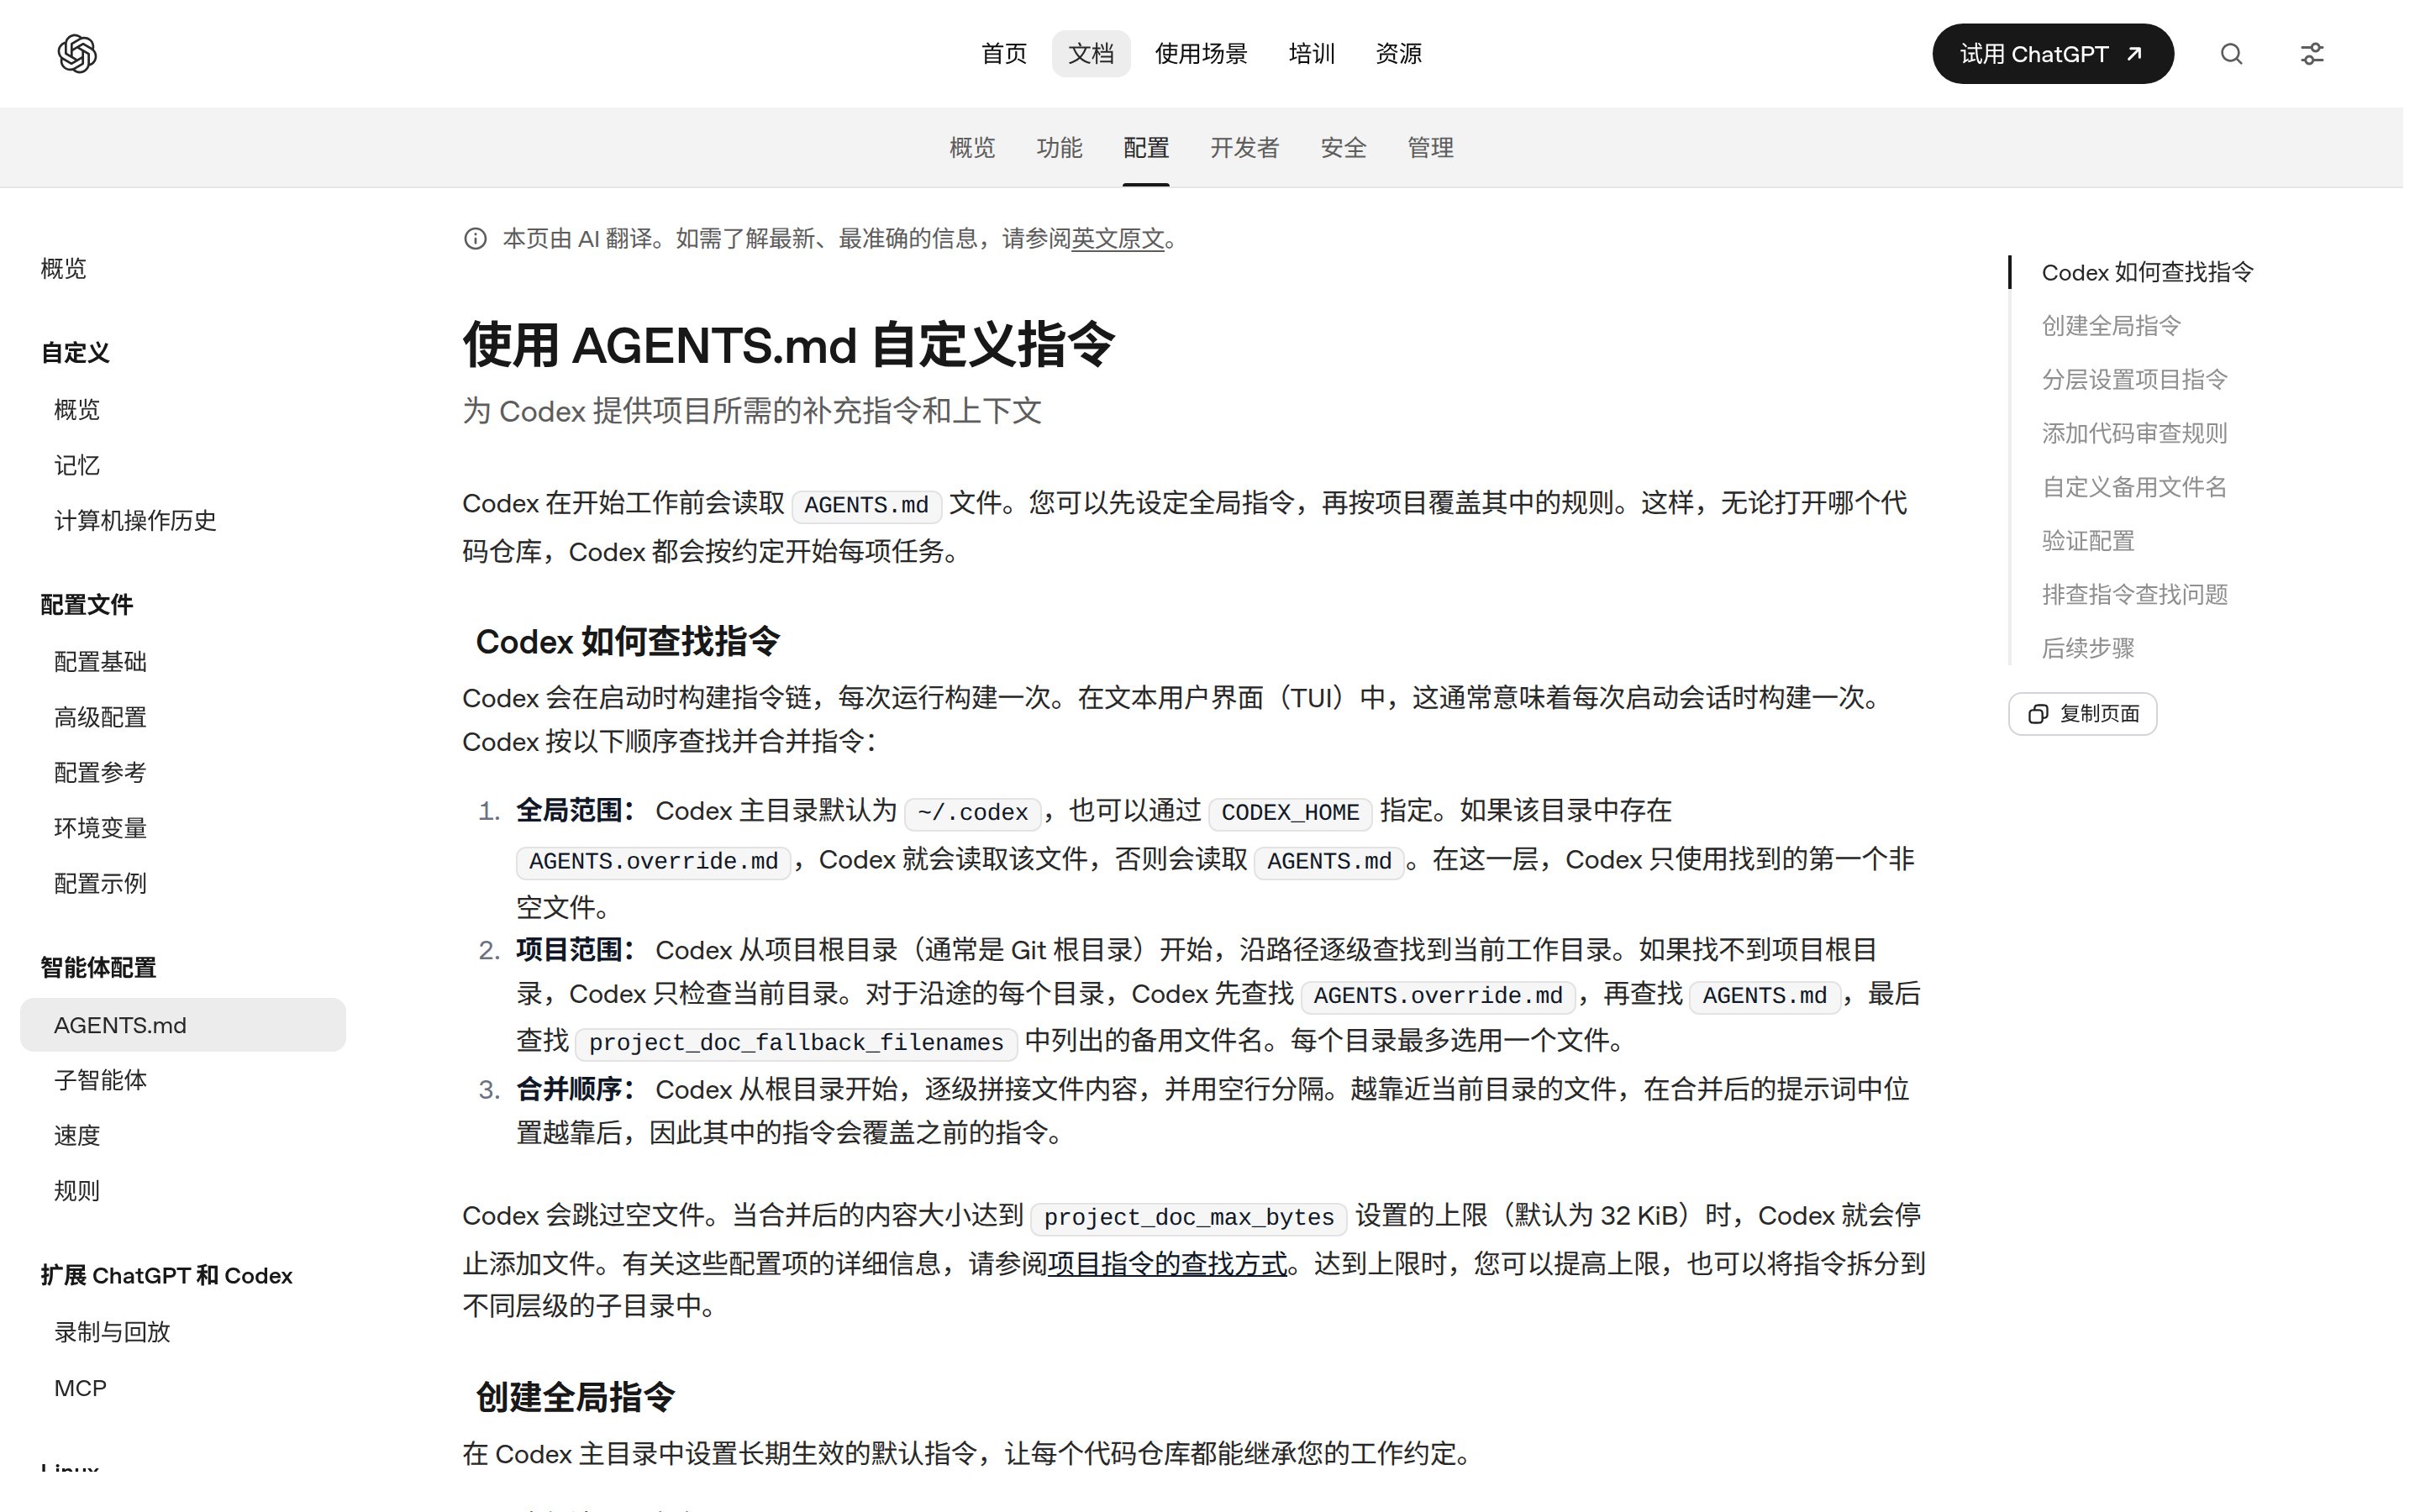 首页 文档 使用场景 培训 资源 试用 ChatGPT
概览 功能 配置 开发者 安全 管理
概览
自定义
概览
记忆
计算机操作历史
配置文件
配置基础
高级配置
配置参考
环境变量
配置示例
智能体配置
AGENTS.md
子智能体
速度
规则
扩展 ChatGPT 和 Codex
录制与回放
MCP
Linux
本页由 AI 翻译。如需了解最新、最准确的信息，请参阅英文原文。
使用 AGENTS.md 自定义指令
为 Codex 提供项目所需的补充指令和上下文
Codex 在开始工作前会读取 AGENTS.md 文件。您可以先设定全局指令，再按项目覆盖其中的规则。这样，无论打开哪个代
码仓库，Codex 都会按约定开始每项任务。
Codex 如何查找指令
Codex 会在启动时构建指令链，每次运行构建一次。在文本用户界面（TUI）中，这通常意味着每次启动会话时构建一次。
Codex 按以下顺序查找并合并指令：
1. 全局范围： Codex 主目录默认为 ~/.codex，也可以通过 CODEX_HOME 指定。如果该目录中存在
AGENTS.override.md，Codex 就会读取该文件，否则会读取 AGENTS.md。在这一层，Codex 只使用找到的第一个非
空文件。
2. 项目范围： Codex 从项目根目录（通常是 Git 根目录）开始，沿路径逐级查找到当前工作目录。如果找不到项目根目
录，Codex 只检查当前目录。对于沿途的每个目录，Codex 先查找 AGENTS.override.md，再查找 AGENTS.md，最后
查找 project_doc_fallback_filenames 中列出的备用文件名。每个目录最多选用一个文件。
3. 合并顺序： Codex 从根目录开始，逐级拼接文件内容，并用空行分隔。越靠近当前目录的文件，在合并后的提示词中位
置越靠后，因此其中的指令会覆盖之前的指令。
Codex 会跳过空文件。当合并后的内容大小达到 project_doc_max_bytes 设置的上限（默认为 32 KiB）时，Codex 就会停
止添加文件。有关这些配置项的详细信息，请参阅项目指令的查找方式。达到上限时，您可以提高上限，也可以将指令拆分到
不同层级的子目录中。
创建全局指令
在 Codex 主目录中设置长期生效的默认指令，让每个代码仓库都能继承您的工作约定。
Codex 如何查找指令
创建全局指令
分层设置项目指令
添加代码审查规则
自定义备用文件名
验证配置
排查指令查找问题
后续步骤
复制页面